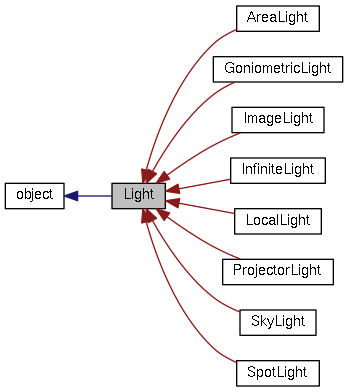 AreaLight
GoniometricLight
ImageLight
InfiniteLight
object
Light
LocalLight
ProjectorLight
SkyLight
SpotLight